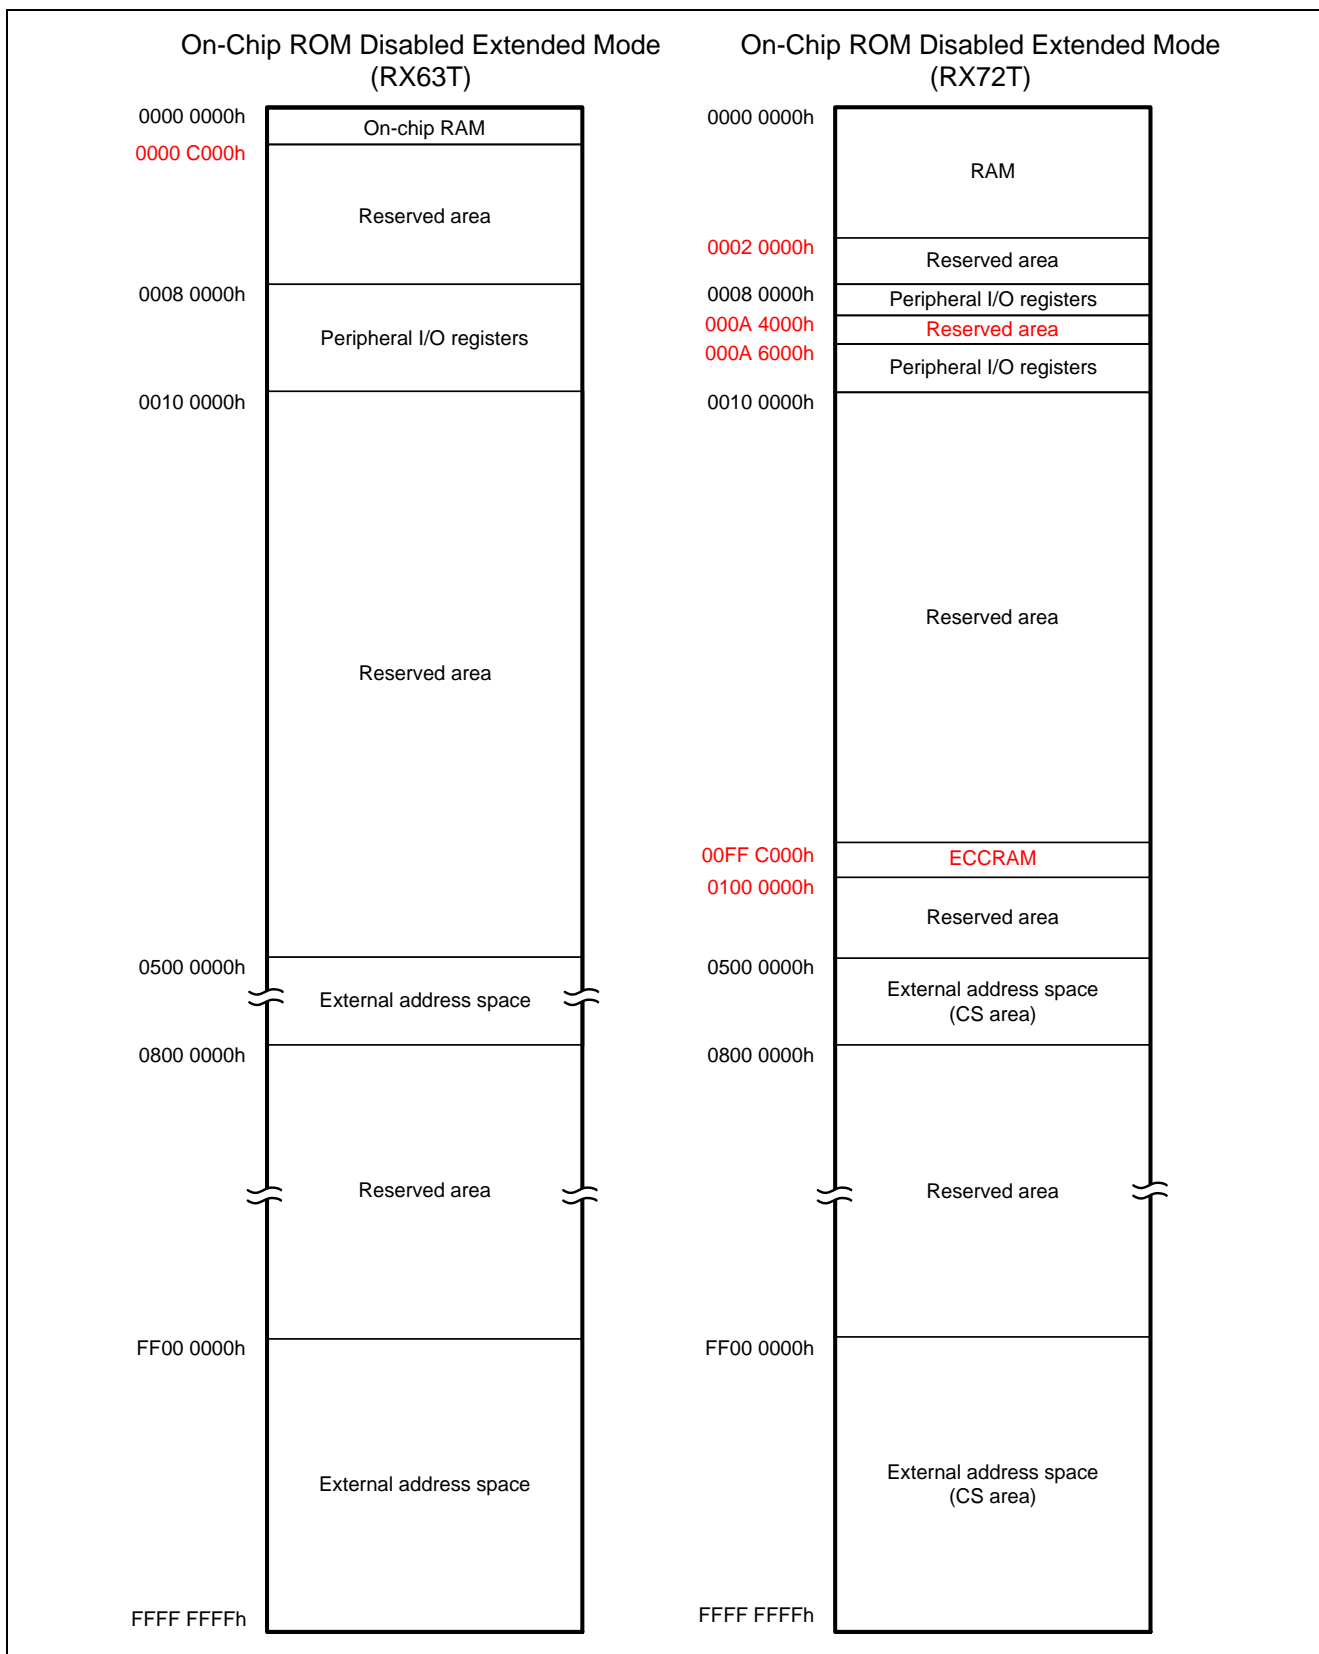 On-Chip ROM Disabled Extended Mode
(RX63T)
0000 0000h
On-chip RAM
0000 C000h
Reserved area
0008 0000h
Peripheral I/O registers
0010 0000h
Reserved area
0500 0000h
External address space
0800 0000h
Reserved area
FF00 0000h
External address space
FFFF FFFFh
On-Chip ROM Disabled Extended Mode
(RX72T)
0000 0000h
RAM
0002 0000h
Reserved area
0008 0000h
Peripheral I/O registers
000A 4000h
Reserved area
000A 6000h
Peripheral I/O registers
0010 0000h
Reserved area
00FF C000h
ECCRAM
0100 0000h
Reserved area
0500 0000h
External address space
(CS area)
0800 0000h
Reserved area
FF00 0000h
External address space
(CS area)
FFFF FFFFh